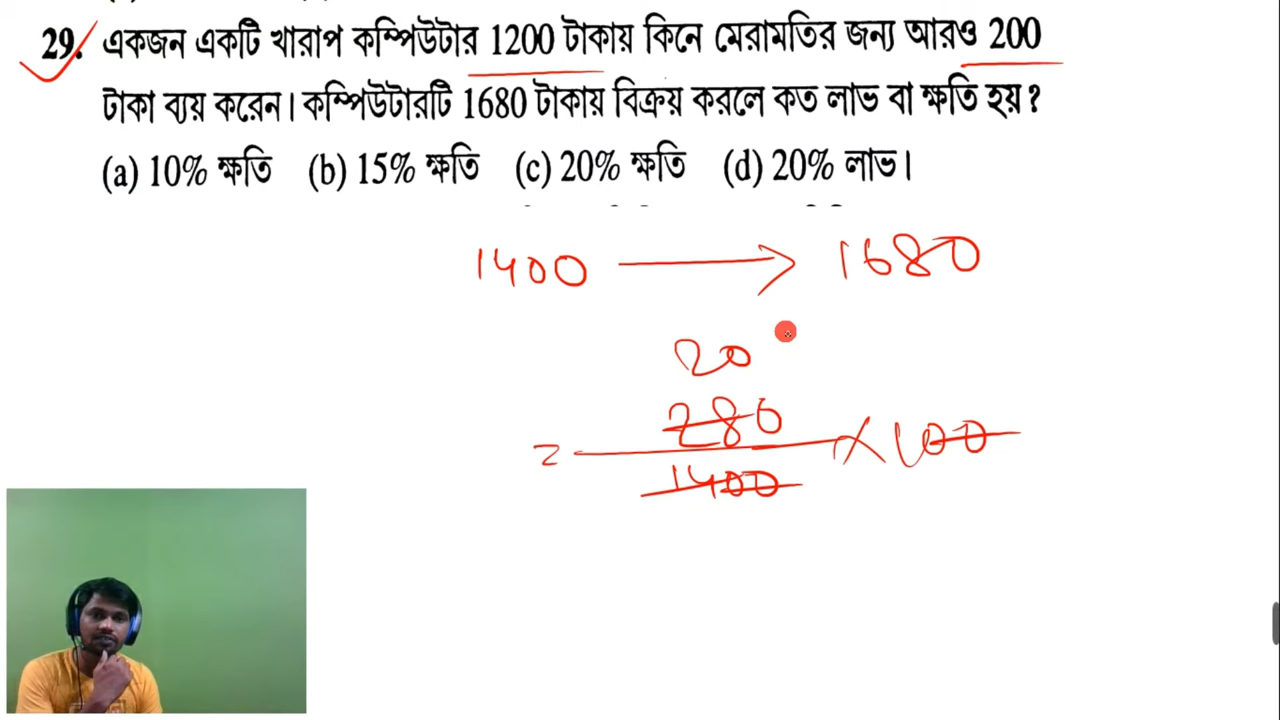 29. একজন একটি খারাপ কম্পিউটার 1200 টাকায় কিনে মেরামতির জন্য আরও 200
টাকা ব্যয় করেন। কম্পিউটারটি 1680 টাকায় বিক্রয় করলে কত লাভ বা ক্ষতি হয়?
(a) 10% ক্ষতি (b) 15% ক্ষতি (c) 20% ক্ষতি (d) 20% লাভ।
1400 → 1680
20
280
= × 100
1400